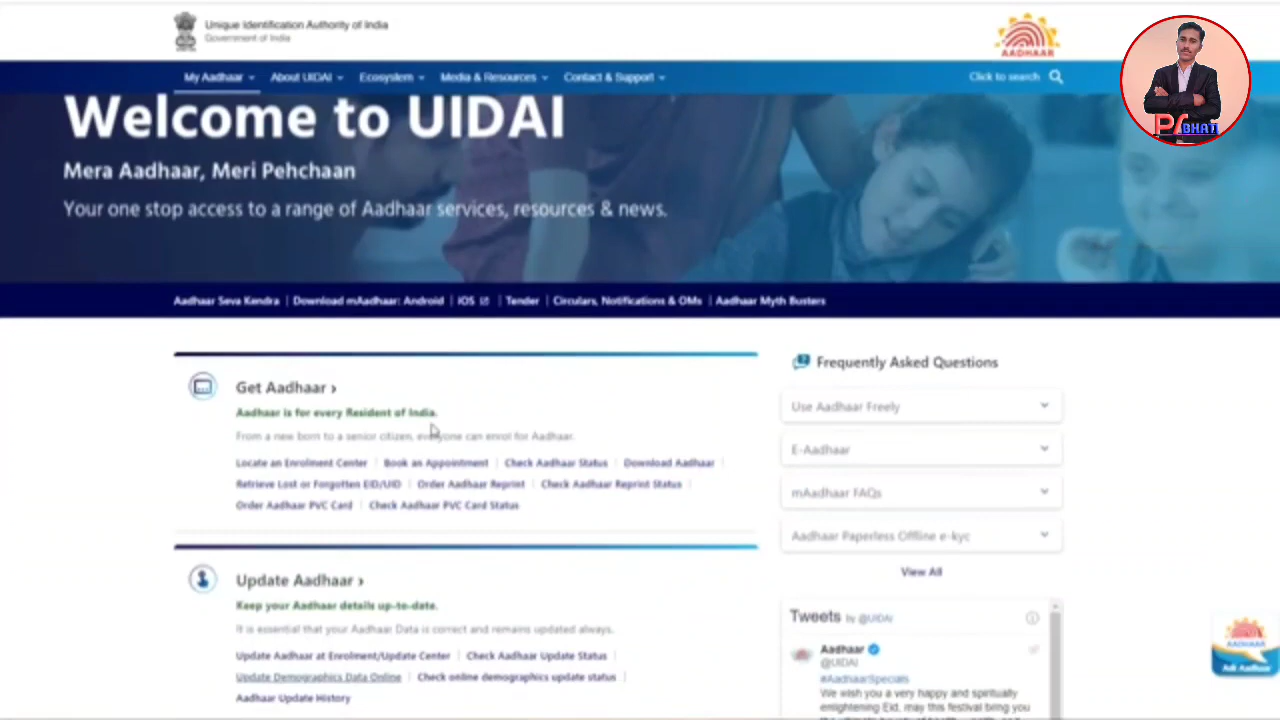 Unique Identification Authority of India
Government of India
AADHAAR
My Aadhaar
About UIDAI
Ecosystem
Media & Resources
Contact & Support
Click to search
BHATI
Welcome to UIDAI
Mera Aadhaar, Meri Pehchaan
Your one stop access to a range of Aadhaar services, resources & news.
Aadhaar Seva Kendra | Download mAadhaar: Android | iOS | Tender | Circulars, Notifications & OMs | Aadhaar Myth Busters
Get Aadhaar ›
Aadhaar is for every Resident of India.
From a new born to a senior citizen, everyone can enrol for Aadhaar.
Locate an Enrolment Center | Book an Appointment | Check Aadhaar Status | Download Aadhaar |
Retrieve Lost or Forgotten EID/UID | Order Aadhaar Reprint | Check Aadhaar Reprint Status |
Order Aadhaar PVC Card | Check Aadhaar PVC Card Status
Update Aadhaar ›
Keep your Aadhaar details up-to-date.
It is essential that your Aadhaar Data is correct and remains updated always.
Update Aadhaar at Enrolment/Update Center | Check Aadhaar Update Status |
Update Demographics Data Online | Check online demographics update status |
Aadhaar Update History
Frequently Asked Questions
Use Aadhaar Freely
E-Aadhaar
mAadhaar FAQs
Aadhaar Paperless Offline e-kyc
View All
Tweets by @UIDAI
Aadhaar
@UIDAI
#AadhaarSpecials
We wish you a very happy and spiritually
enlightening Eid, may this festival bring you
AADHAAR
Ask Aadhaar